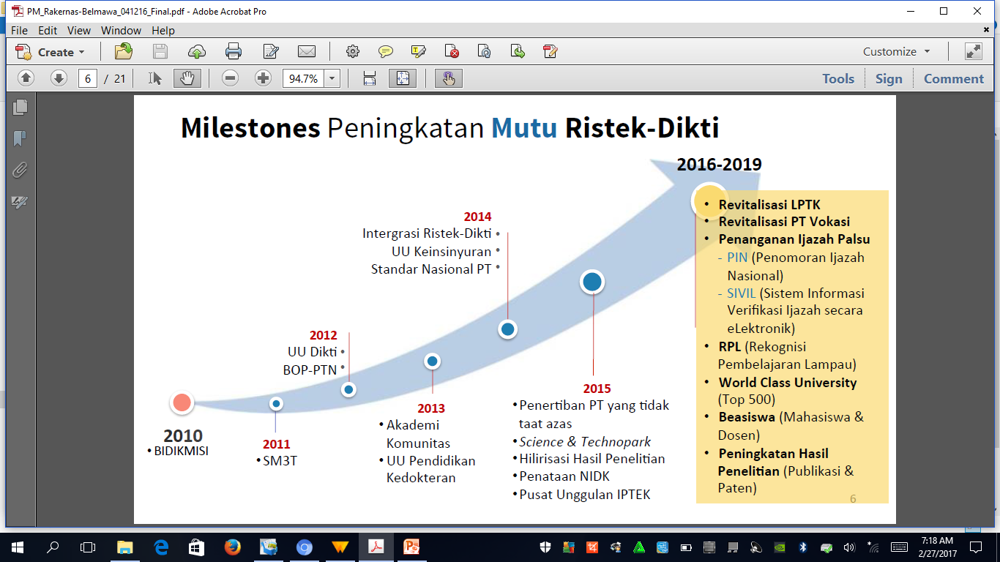 PM_Rakernas-Belmawa_041216_Final.pdf - Adobe Acrobat Pro
File Edit View Window Help
Create
Customize
6 / 21
94.7%
Tools Sign Comment
Milestones Peningkatan Mutu Ristek-Dikti
2010
• BIDIKMISI
2011
• SM3T
2012
UU Dikti •
BOP-PTN •
2013
• Akademi
Komunitas
• UU Pendidikan
Kedokteran
2014
Intergrasi Ristek-Dikti •
UU Keinsinyuran •
Standar Nasional PT •
2015
• Penertiban PT yang tidak
taat azas
• Science & Technopark
• Hilirisasi Hasil Penelitian
• Penataan NIDK
• Pusat Unggulan IPTEK
2016-2019
• Revitalisasi LPTK
• Revitalisasi PT Vokasi
• Penanganan Ijazah Palsu
- PIN (Penomoran Ijazah
Nasional)
- SIVIL (Sistem Informasi
Verifikasi Ijazah secara
eLektronik)
• RPL (Rekognisi
Pembelajaran Lampau)
• World Class University
(Top 500)
• Beasiswa (Mahasiswa &
Dosen)
• Peningkatan Hasil
Penelitian (Publikasi &
Paten)
6
7:18 AM
2/27/2017